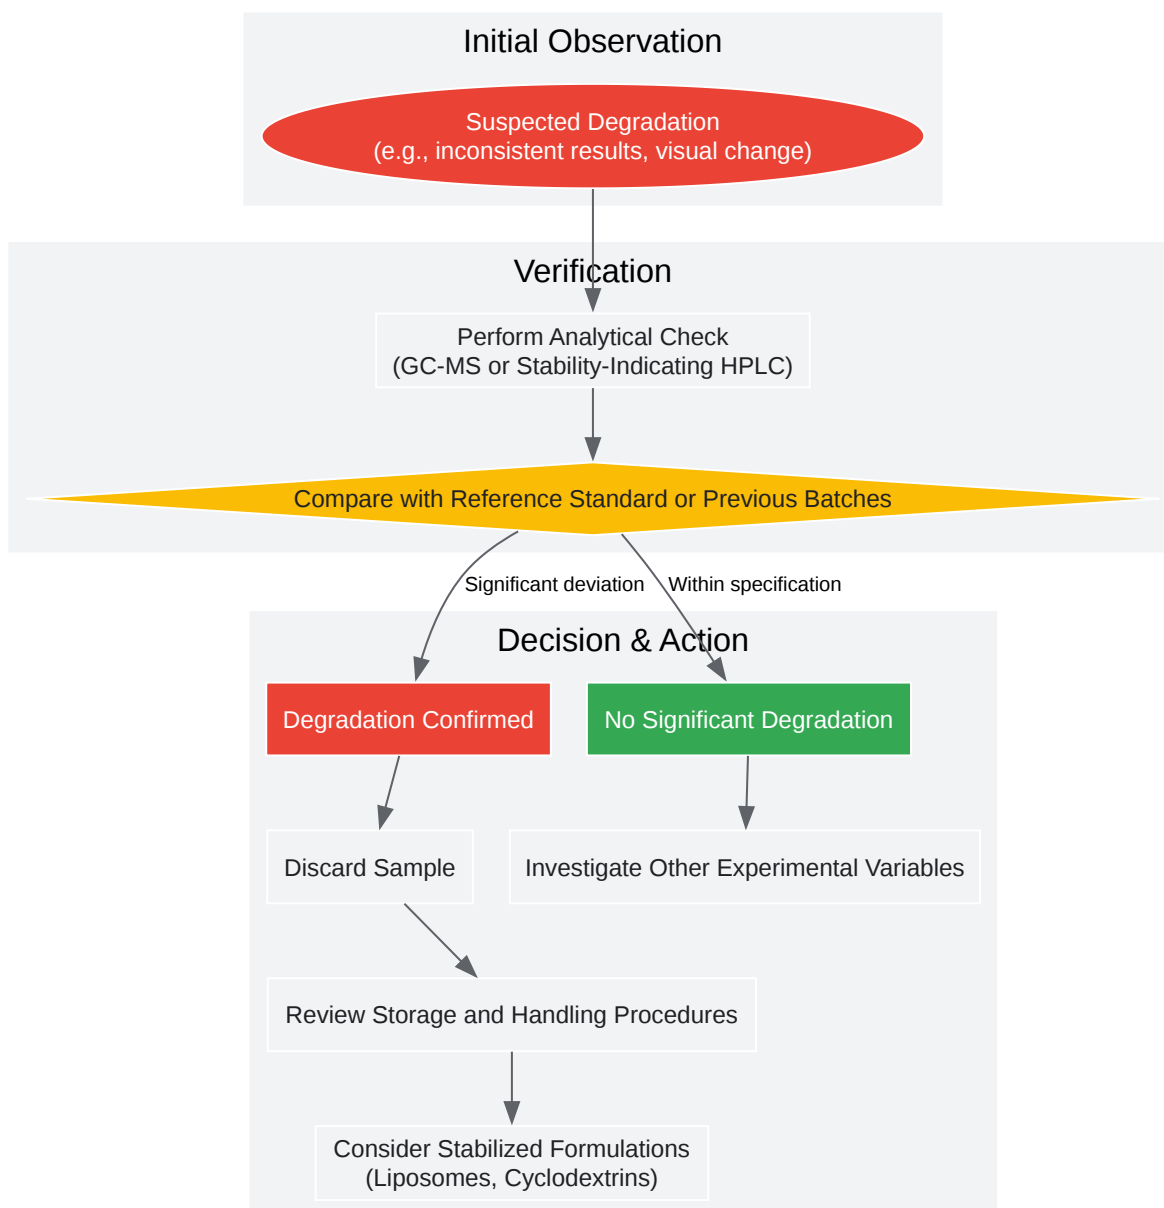 Initial Observation
Suspected Degradation
(e.g., inconsistent results, visual change)
Verification
Perform Analytical Check
(GC-MS or Stability-Indicating HPLC)
Compare with Reference Standard or Previous Batches
Significant deviation
Within specification
Decision & Action
Degradation Confirmed
No Significant Degradation
Discard Sample
Investigate Other Experimental Variables
Review Storage and Handling Procedures
Consider Stabilized Formulations
(Liposomes, Cyclodextrins)